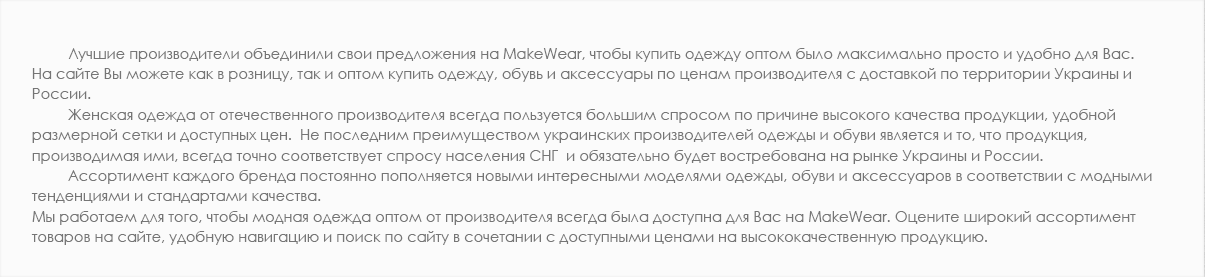 Лучшие производители объединили свои предложения на MakeWear, чтобы купить одежду оптом было максимально просто и удобно для Вас.
На сайте Вы можете как в розницу, так и оптом купить одежду, обувь и аксессуары по ценам производителя с доставкой по территории Украины и
России.
Женская одежда от отечественного производителя всегда пользуется большим спросом по причине высокого качества продукции, удобной
размерной сетки и доступных цен.  Не последним преимуществом украинских производителей одежды и обуви является и то, что продукция,
производимая ими, всегда точно соответствует спросу населения СНГ  и обязательно будет востребована на рынке Украины и России.
Ассортимент каждого бренда постоянно пополняется новыми интересными моделями одежды, обуви и аксессуаров в соответствии с модными
тенденциями и стандартами качества.
Мы работаем для того, чтобы модная одежда оптом от производителя всегда была доступна для Вас на MakeWear. Оцените широкий ассортимент
товаров на сайте, удобную навигацию и поиск по сайту в сочетании с доступными ценами на высококачественную продукцию.